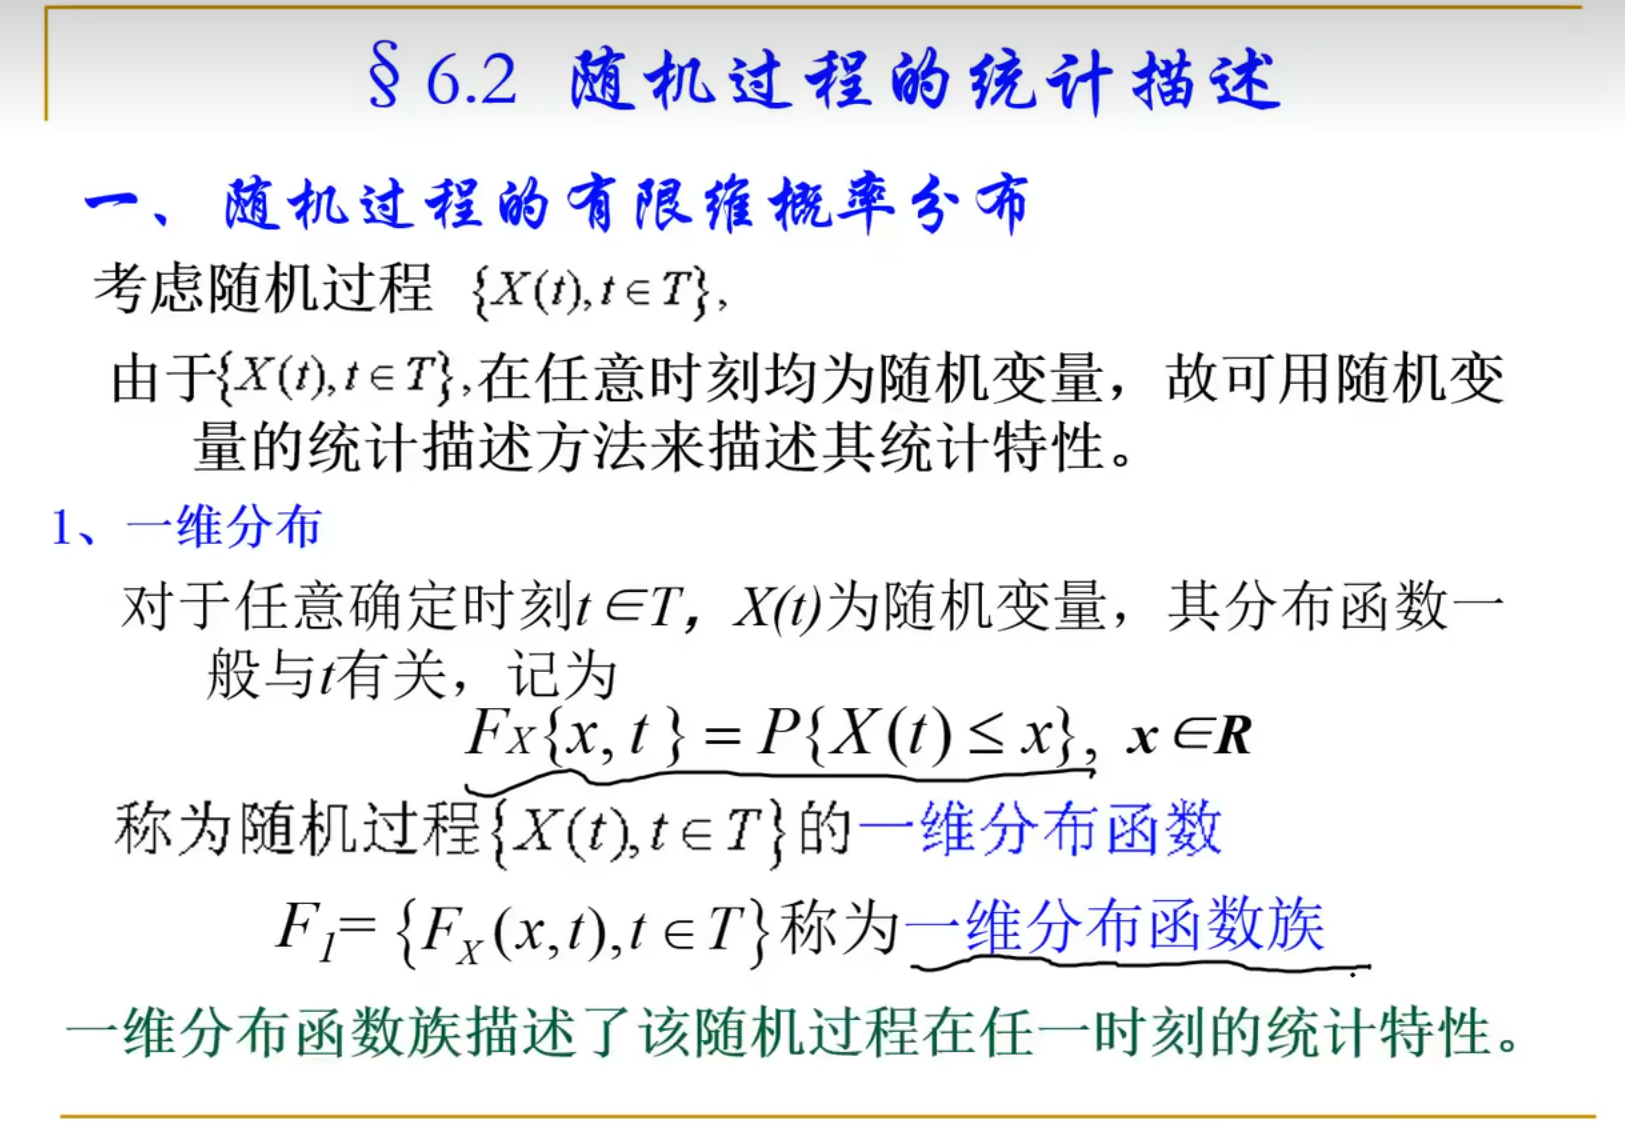 §6.2 随机过程的统计描述
一、随机过程的有限维概率分布
考虑随机过程 {X(t), t∈T},
由于{X(t), t∈T},在任意时刻均为随机变量，故可用随机变
量的统计描述方法来描述其统计特性。
1、一维分布
对于任意确定时刻t∈T，X(t)为随机变量，其分布函数一
般与t有关，记为
F_X{x, t} = P{X(t) ≤ x}, x∈R
称为随机过程{X(t), t∈T}的一维分布函数
F_1= {F_X(x,t), t∈T}称为一维分布函数族
一维分布函数族描述了该随机过程在任一时刻的统计特性。